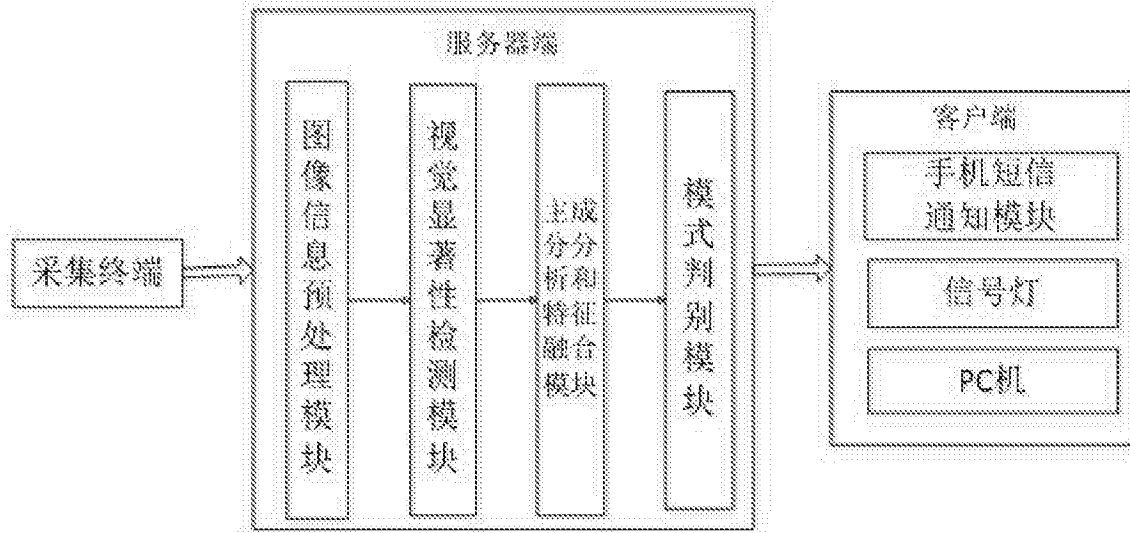 采集终端
服务器端
图像信息预处理模块
视觉显著性检测模块
主成
分分
析和
特征
融台
模块
模式判别模块
客户端
手机短信
通知模块
信号灯
PC机